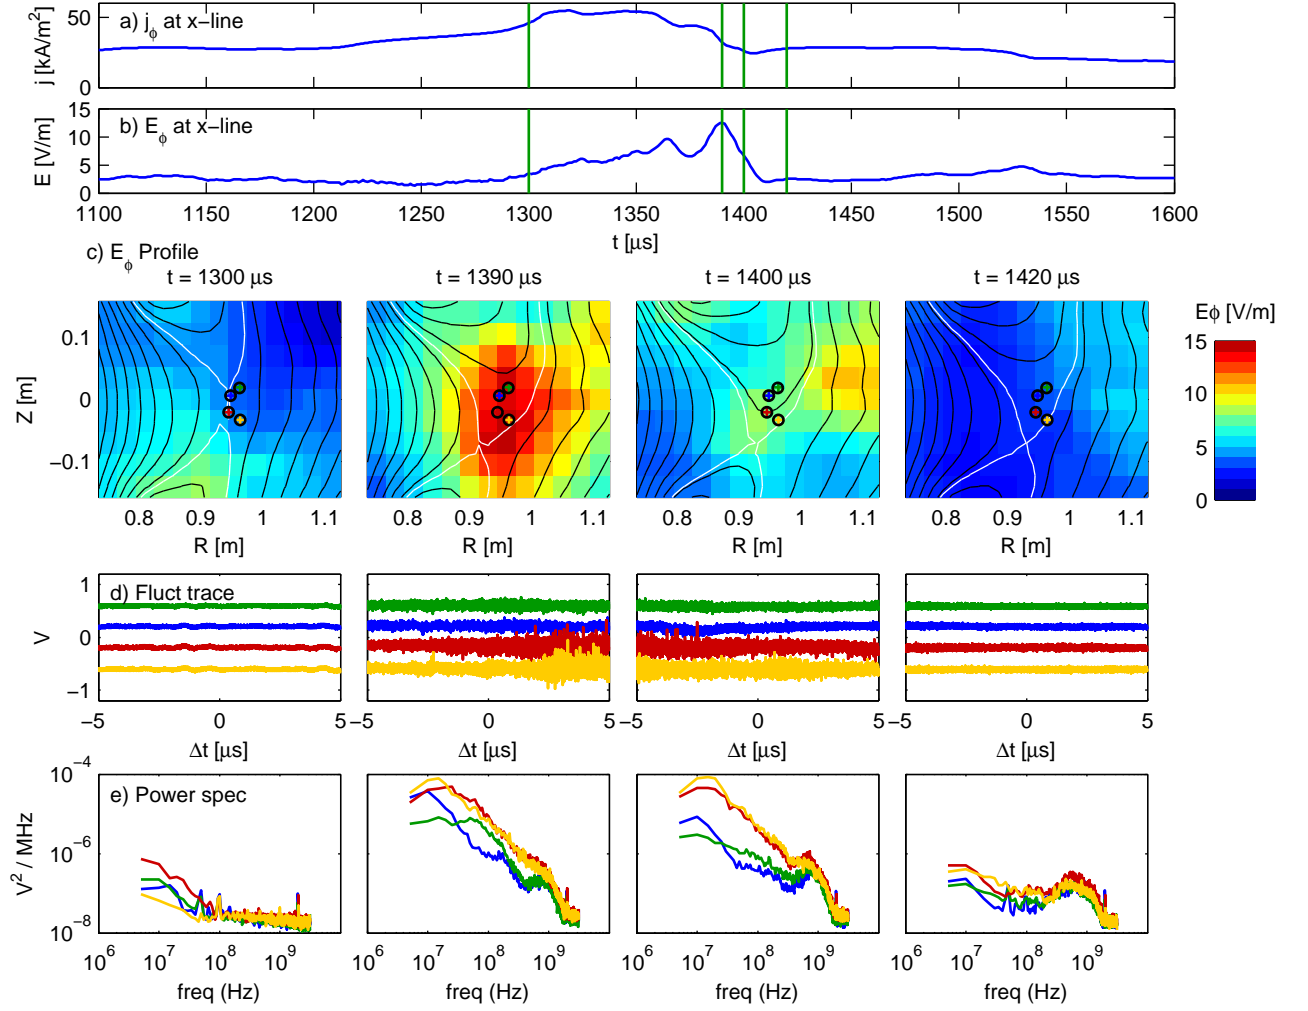 a) jϕ at x−line
j [kA/m²]
50
0
b) Eϕ at x−line
E [V/m]
15
10
5
0
1100 1150 1200 1250 1300 1350 1400 1450 1500 1550 1600
t [μs]
c) Eϕ Profile
t = 1300 μs t = 1390 μs t = 1400 μs t = 1420 μs
Z [m]
0.1
0
−0.1
0.8 0.9 1 1.1 0.8 0.9 1 1.1 0.8 0.9 1 1.1 0.8 0.9 1 1.1
R [m] R [m] R [m] R [m]
Eϕ [V/m]
15
10
5
0
d) Fluct trace
V
1
0
−1
−5 0 5 −5 0 5 −5 0 5 −5 0 5
Δt [μs] Δt [μs] Δt [μs] Δt [μs]
e) Power spec
V² / MHz
10⁻⁴
10⁻⁶
10⁻⁸
10⁶ 10⁷ 10⁸ 10⁹ 10⁶ 10⁷ 10⁸ 10⁹ 10⁶ 10⁷ 10⁸ 10⁹ 10⁶ 10⁷ 10⁸ 10⁹
freq (Hz) freq (Hz) freq (Hz) freq (Hz)